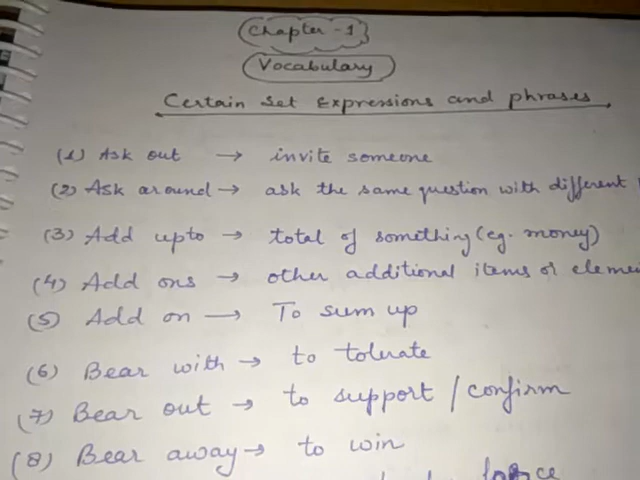 Chapter - 1
Vocabulary
Certain set Expressions and phrases
(1) Ask out → invite someone
(2) Ask around → ask the same question with different
(3) Add upto → total of something (eg. money)
(4) Add ons → other additional items or eleme
(5) Add on → To sum up
(6) Bear with → to tolerate
(7) Bear out → to support / confirm
(8) Bear away → to win
force